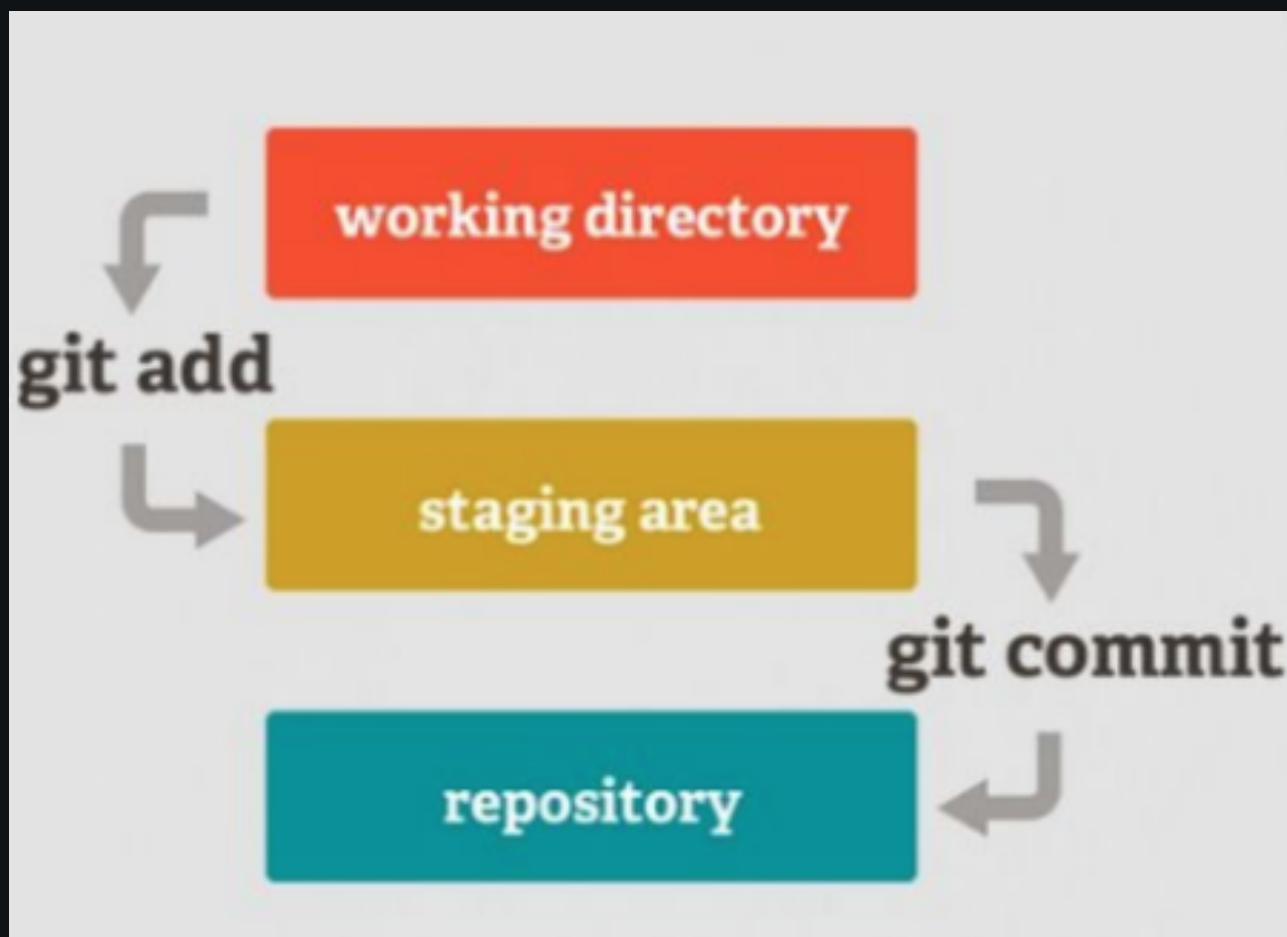 working directory
git add
staging area
git commit
repository